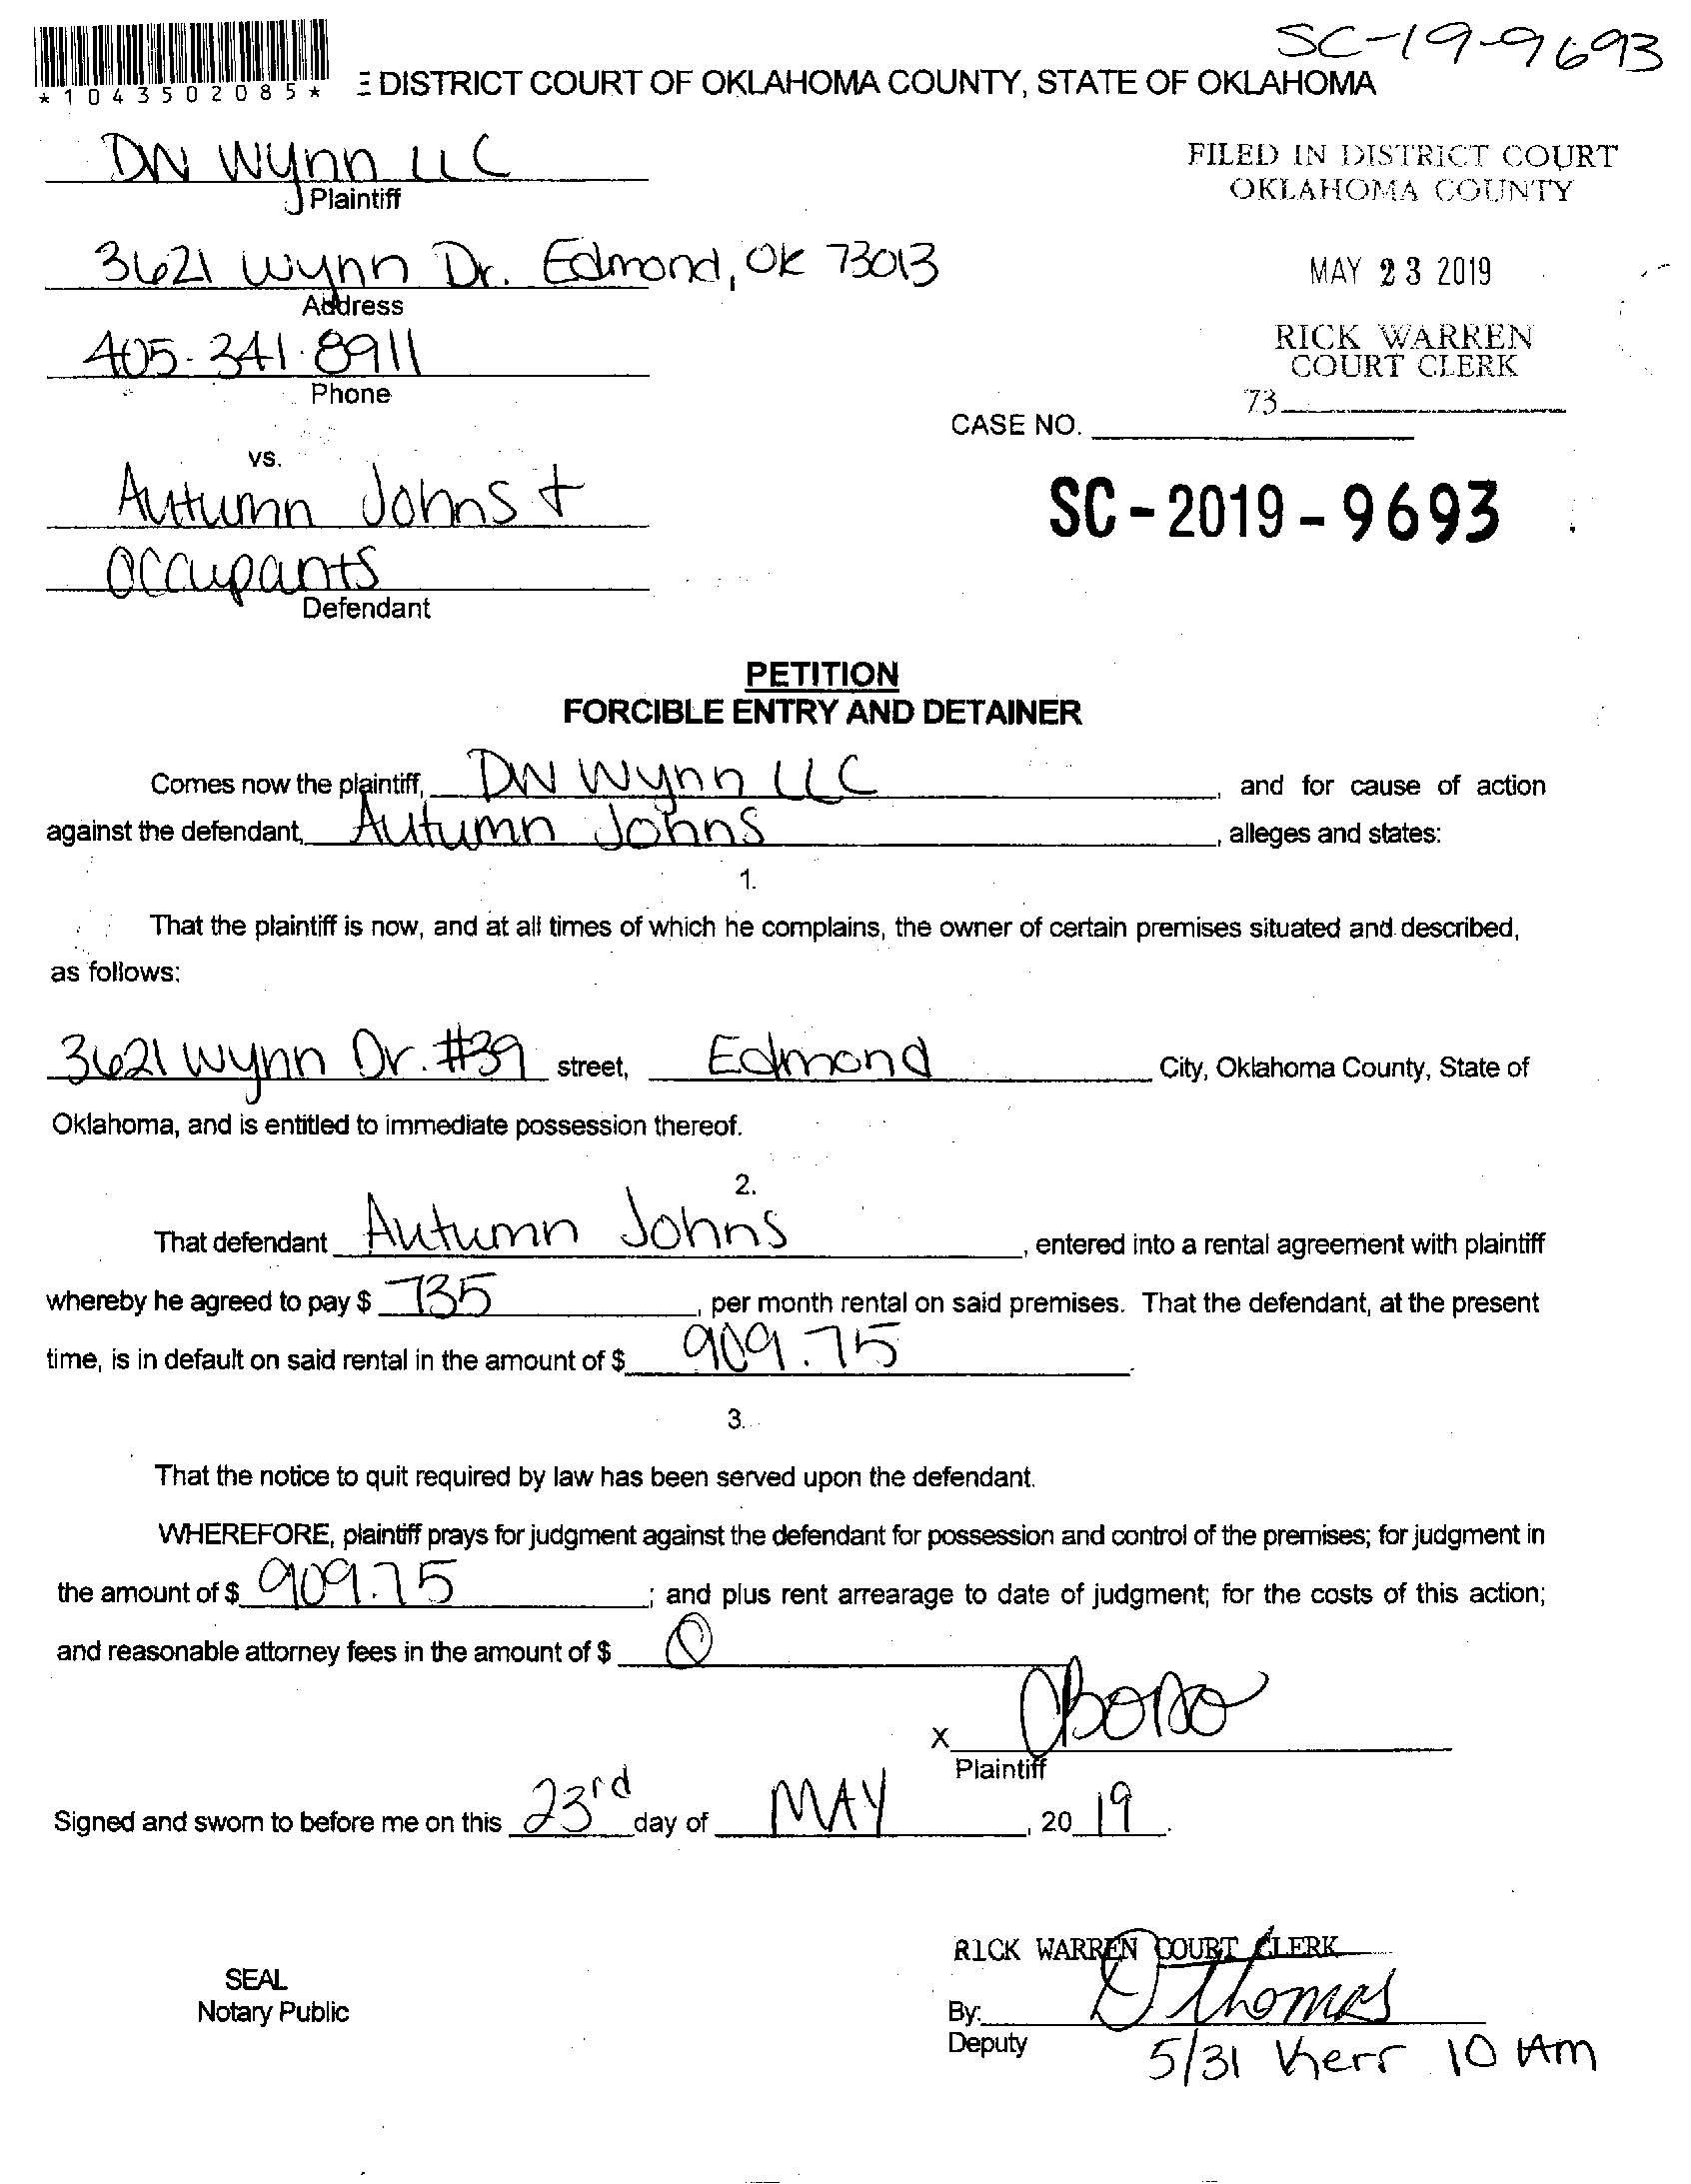 SC-19-9693
*1043502085*
E DISTRICT COURT OF OKLAHOMA COUNTY, STATE OF OKLAHOMA
DN Wynn LLC
Plaintiff
FILED IN DISTRICT COURT
OKLAHOMA COUNTY
3621 Wynn Dr. Edmond, OK 73013
Address
MAY 23 2019
405-341-8911
Phone
RICK WARREN
COURT CLERK
73
CASE NO.
vs.
Autumn Johns +
SC-2019-9693
Occupants
Defendant
PETITION
FORCIBLE ENTRY AND DETAINER
Comes now the plaintiff, DW Wynn LLC, and for cause of action
against the defendant, Autumn Johns, alleges and states:
1.
That the plaintiff is now, and at all times of which he complains, the owner of certain premises situated and described,
as follows:
3621 Wynn Dr. #39 street, Edmond City, Oklahoma County, State of
Oklahoma, and is entitled to immediate possession thereof.
2.
That defendant Autumn Johns, entered into a rental agreement with plaintiff
whereby he agreed to pay $ 735, per month rental on said premises. That the defendant, at the present
time, is in default on said rental in the amount of $ 909.75.
3.
That the notice to quit required by law has been served upon the defendant.
WHEREFORE, plaintiff prays for judgment against the defendant for possession and control of the premises; for judgment in
the amount of $ 909.75; and plus rent arrearage to date of judgment; for the costs of this action;
and reasonable attorney fees in the amount of $ 0
X
Plaintiff
Signed and sworn to before me on this 23rd day of MAY, 2019.
RICK WARREN COURT CLERK
SEAL
Notary Public
By: D Thomas
Deputy
5/31 Kerr 10 Am